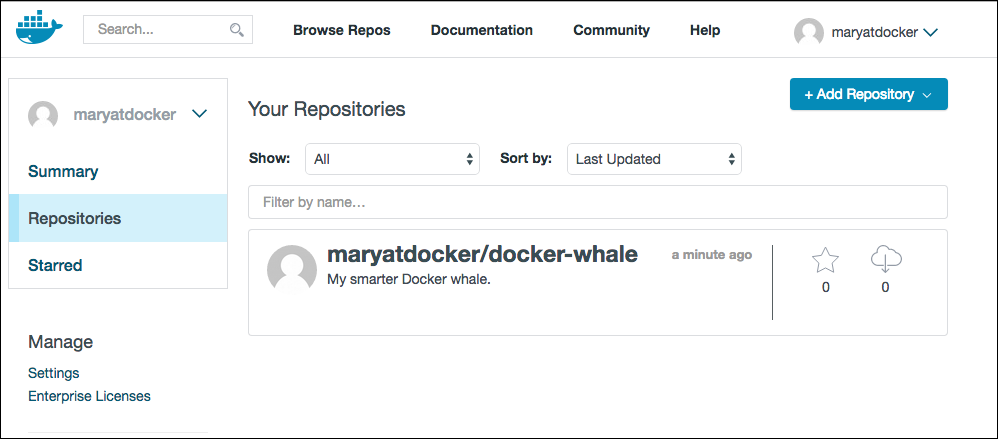 Search...
Browse Repos
Documentation
Community
Help
maryatdocker
maryatdocker
Summary
Repositories
Starred
Manage
Settings
Enterprise Licenses
Your Repositories
+ Add Repository
Show: All
Sort by: Last Updated
Filter by name...
maryatdocker/docker-whale
a minute ago
My smarter Docker whale.
0
0